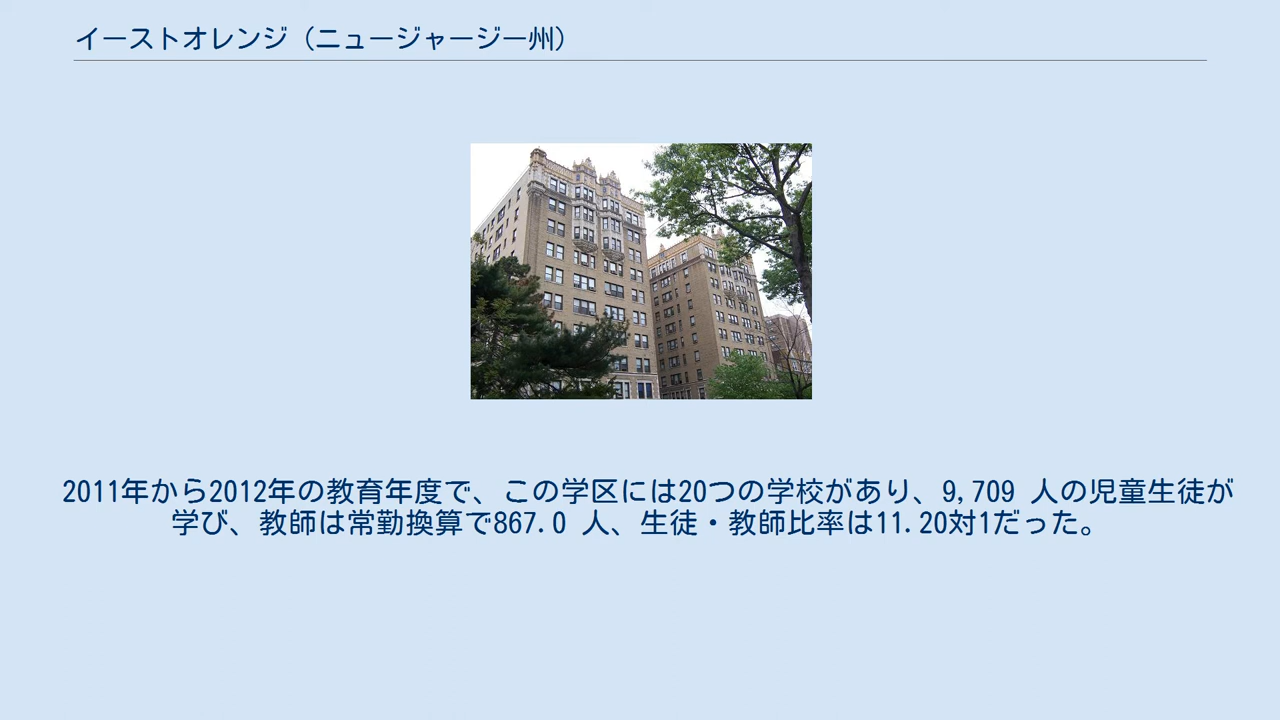 イーストオレンジ（ニュージャージー州）
2011年から2012年の教育年度で、この学区には20つの学校があり、9,709 人の児童生徒が
学び、教師は常勤換算で867.0 人、生徒・教師比率は11.20対1だった。